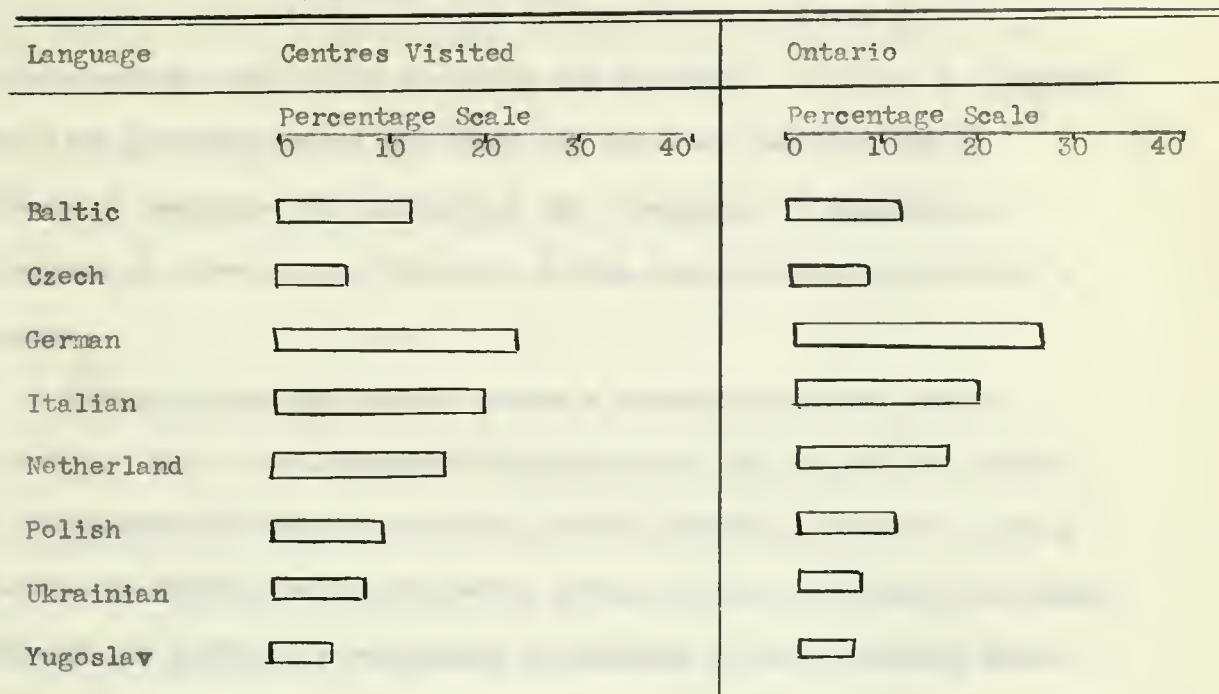 Language Centres Visited Ontario
Percentage Scale Percentage Scale
0 10 20 30 40 0 10 20 30 40
Baltic
Czech
German
Italian
Netherland
Polish
Ukrainian
Yugoslav